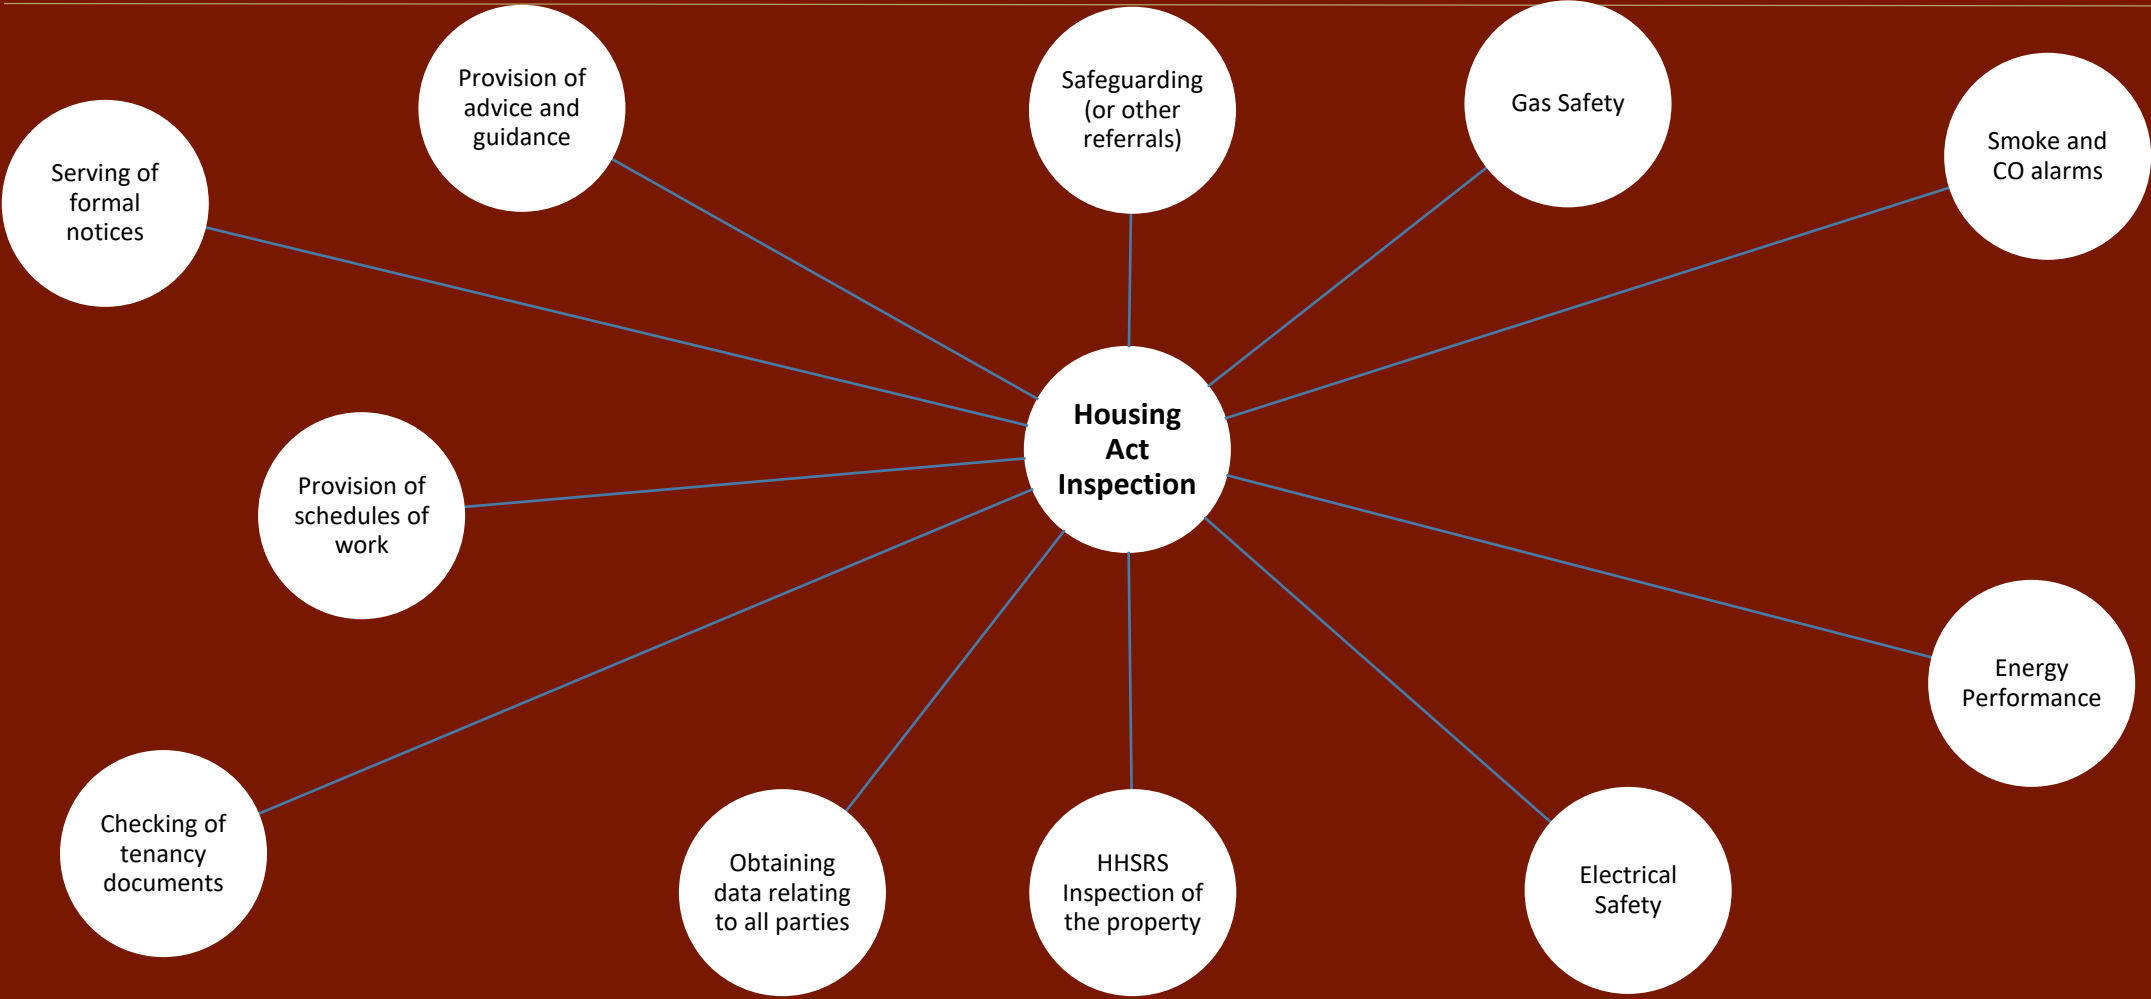 Provision of
advice and
guidance
Safeguarding
(or other
referrals)
Gas Safety
Smoke and
CO alarms
Serving of
formal
notices
Housing
Act
Inspection
Provision of
schedules of
work
Energy
Performance
Checking of
tenancy
documents
Obtaining
data relating
to all parties
HHSRS
Inspection of
the property
Electrical
Safety